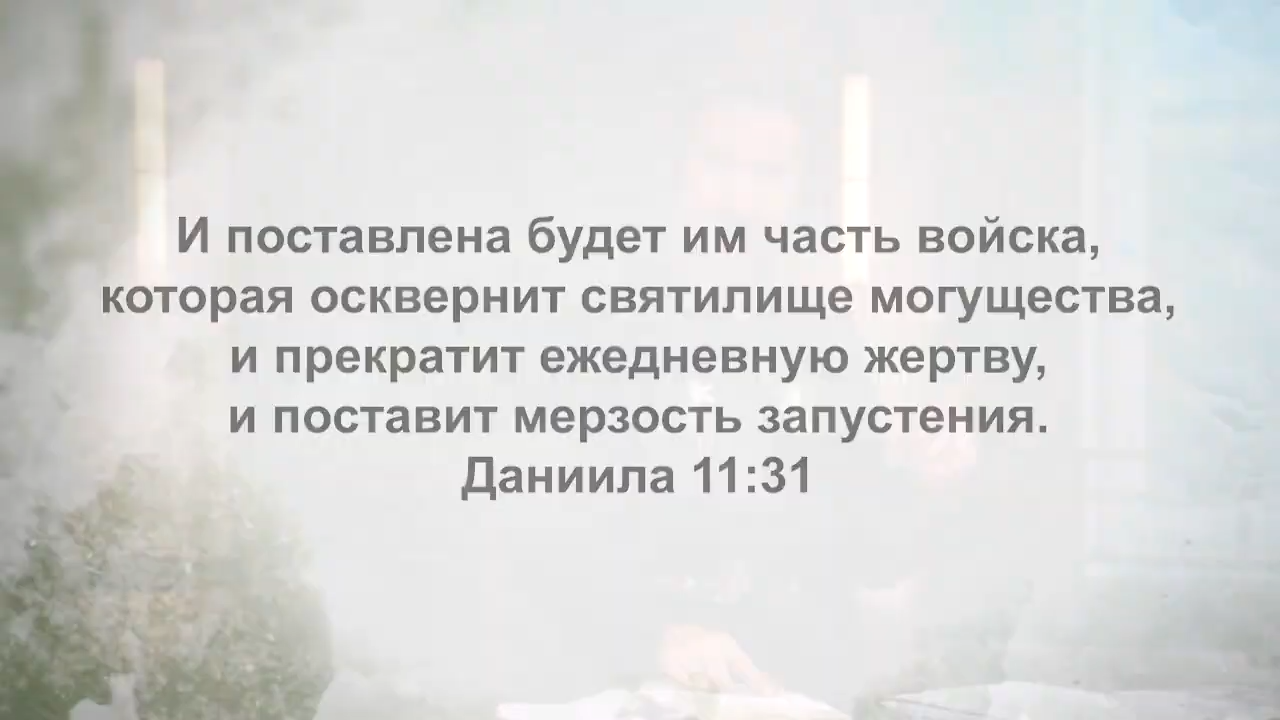 И поставлена будет им часть войска,
которая осквернит святилище могущества,
и прекратит ежедневную жертву,
и поставит мерзость запустения.
Даниила 11:31